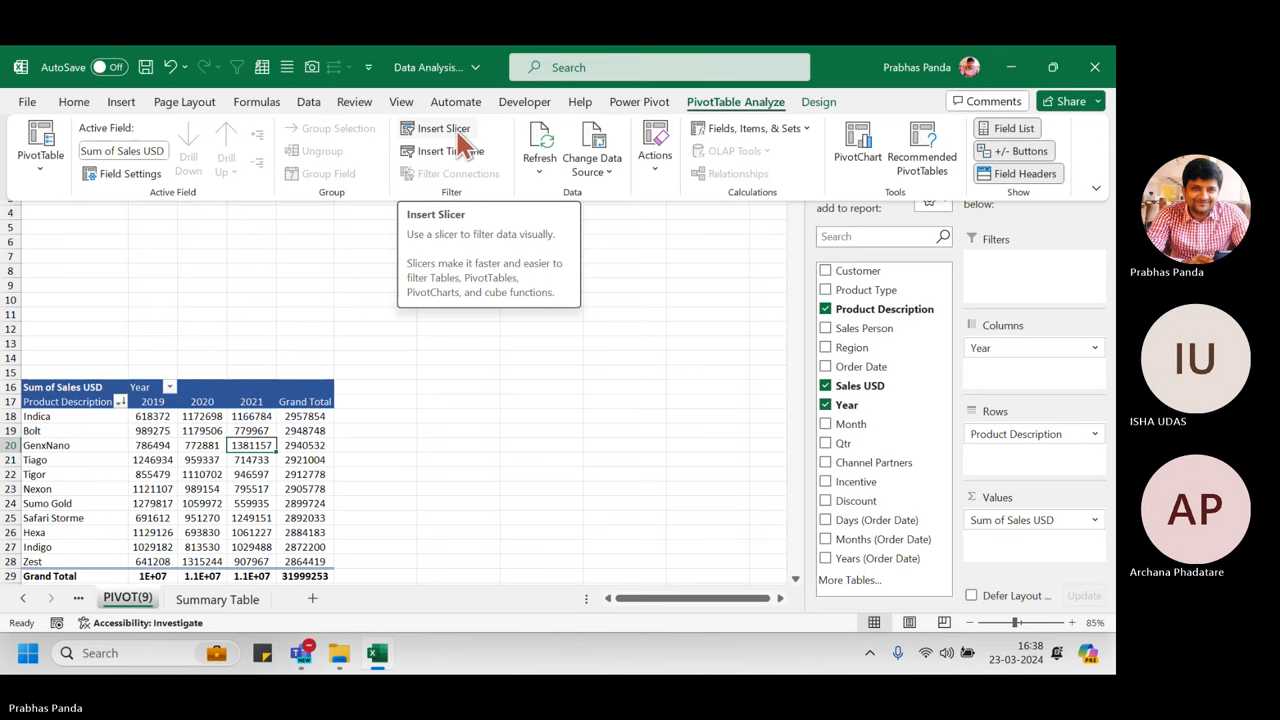 AutoSave Off Data Analysis... Search Prabhas Panda
File Home Insert Page Layout Formulas Data Review View Automate Developer Help Power Pivot PivotTable Analyze Design Comments Share
PivotTable
Active Field:
Sum of Sales USD
Field Settings
Drill Down
Drill Up
Active Field
Group Selection
Ungroup
Group Field
Group
Insert Slicer
Filter Connections
Filter
Refresh
Change Data Source
Data
Actions
Fields, Items, & Sets
OLAP Tools
Relationships
Calculations
PivotChart
Recommended PivotTables
Tools
Field List
+/- Buttons
Field Headers
Show
Insert Slicer
Use a slicer to filter data visually.
Slicers make it faster and easier to
filter Tables, PivotTables,
PivotCharts, and cube functions.
4
5
6
7
8
9
10
11
12
13
14
15
16 Sum of Sales USD Year
17 Product Description 2019 2020 2021 Grand Total
18 Indica 618372 1172698 1166784 2957854
19 Bolt 989275 1179506 779967 2948748
20 GenxNano 786494 772881 1381157 2940532
21 Tiago 1246934 959337 714733 2921004
22 Tigor 855479 1110702 946597 2912778
23 Nexon 1121107 989154 795517 2905778
24 Sumo Gold 1279817 1059972 559935 2899724
25 Safari Storme 691612 951270 1249151 2892033
26 Hexa 1129126 693830 1061227 2884183
27 Indigo 1029182 813530 1029488 2872200
28 Zest 641208 1315244 907967 2864419
29 Grand Total 1E+07 1.1E+07 1.1E+07 31999253
add to report:
Search
Customer
Product Type
Product Description
Sales Person
Region
Order Date
Sales USD
Year
Month
Qtr
Channel Partners
Incentive
Discount
Days (Order Date)
Months (Order Date)
Years (Order Date)
More Tables...
below:
Filters
Columns
Year
Rows
Product Description
Values
Sum of Sales USD
Defer Layout ... Update
PIVOT(9) Summary Table
Ready Accessibility: Investigate 85%
Search NEW 16:38
23-03-2024
PRE
Prabhas Panda
IU
ISHA UDAS
AP
Archana Phadatare
Prabhas Panda